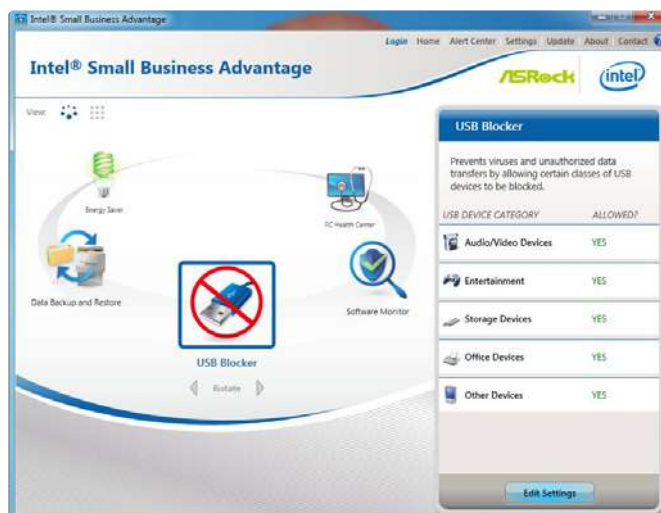 Intel® Small Business Advantage
Login Home Alert Center Settings Update About Contact
Intel® Small Business Advantage
ASRock
intel
View:
Energy Saver
PC Health Center
Data Backup and Restore
Software Monitor
USB Blocker
Rotate
USB Blocker
Prevents viruses and unauthorized data
transfers by allowing certain classes of USB
devices to be blocked.
USB DEVICE CATEGORY ALLOWED?
Audio/Video Devices YES
Entertainment YES
Storage Devices YES
Office Devices YES
Other Devices YES
Edit Settings